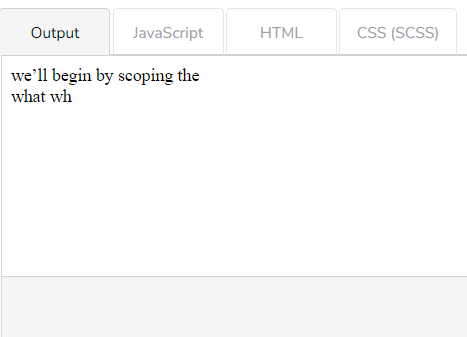 Output JavaScript HTML CSS (SCSS)
we’ll begin by scoping the
what wh